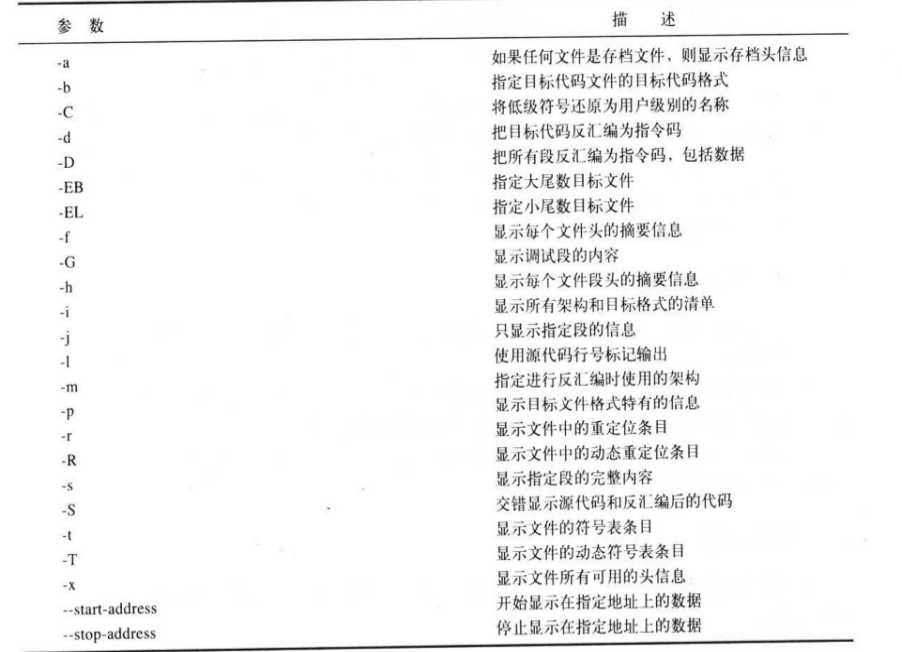 参 数 描 述
-a 如果任何文件是存档文件，则显示存档头信息
-b 指定目标代码文件的目标代码格式
-C 将低级符号还原为用户级别的名称
-d 把目标代码反汇编为指令码
-D 把所有段反汇编为指令码，包括数据
-EB 指定大尾数目标文件
-EL 指定小尾数目标文件
-f 显示每个文件头的摘要信息
-G 显示调试段的内容
-h 显示每个文件段头的摘要信息
-i 显示所有架构和目标格式的清单
-j 只显示指定段的信息
-l 使用源代码行号标记输出
-m 指定进行反汇编时使用的架构
-p 显示目标文件格式特有的信息
-r 显示文件中的重定位条目
-R 显示文件中的动态重定位条目
-s 显示指定段的完整内容
-S 交错显示源代码和反汇编后的代码
-t 显示文件的符号表条目
-T 显示文件的动态符号表条目
-x 显示文件所有可用的头信息
--start-address 开始显示在指定地址上的数据
--stop-address 停止显示在指定地址上的数据